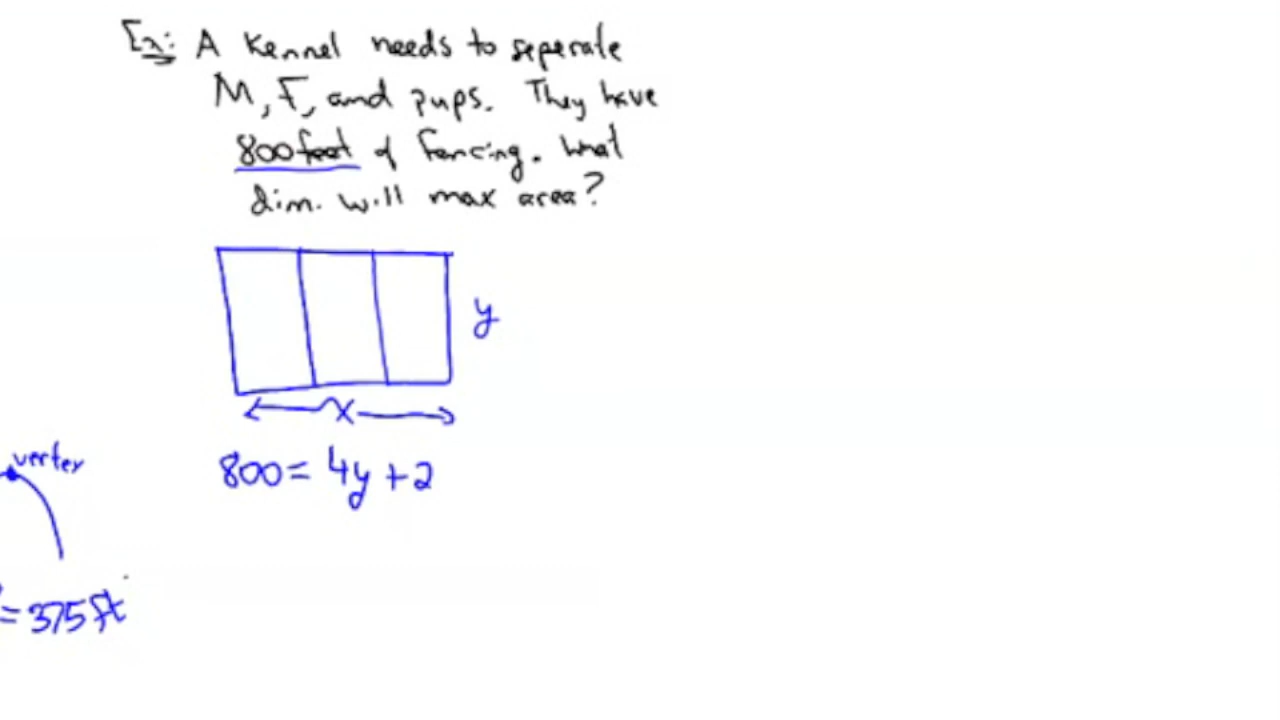 Ex: A Kennel needs to seperate
M, F, and pups. They have
800 feet of fencing. What
dim. will max area?
y
x
800 = 4y + 2
vertex
= 375 ft